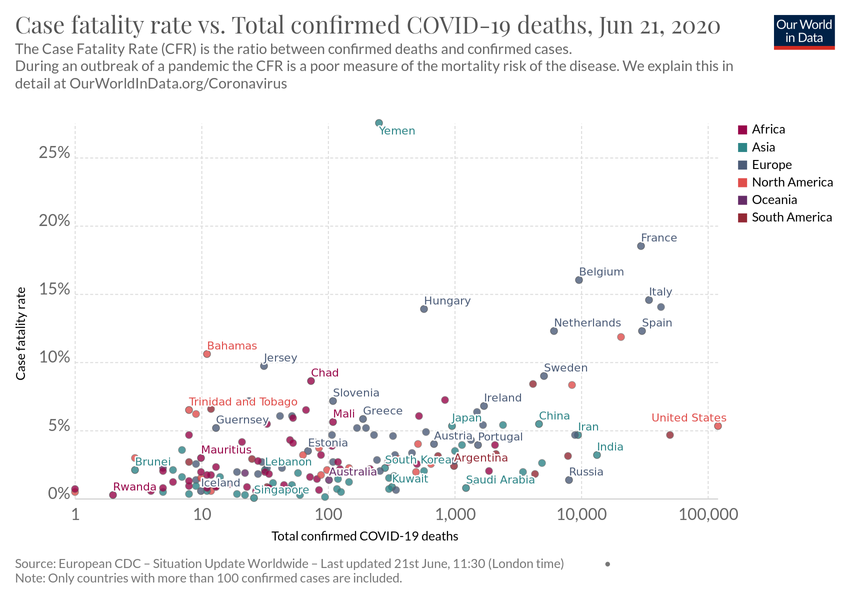 Case fatality rate vs. Total confirmed COVID-19 deaths, Jun 21, 2020
Our World
in Data
The Case Fatality Rate (CFR) is the ratio between confirmed deaths and confirmed cases.
During an outbreak of a pandemic the CFR is a poor measure of the mortality risk of the disease. We explain this in
detail at OurWorldInData.org/Coronavirus
Africa
Asia
Europe
North America
Oceania
South America
Case fatality rate
25%
20%
15%
10%
5%
0%
Yemen
France
Belgium
Italy
Hungary
Netherlands
Spain
Bahamas
Jersey
Sweden
Chad
Slovenia
Ireland
Trinidad and Tobago
Greece
Guernsey
Mali
Japan
China
United States
Iran
Estonia
Austria
Portugal
Mauritius
India
Brunei
Lebanon
South Korea
Argentina
Australia
Kuwait
Saudi Arabia
Russia
Rwanda
Iceland
Singapore
1
10
100
1,000
10,000
100,000
Total confirmed COVID-19 deaths
Source: European CDC – Situation Update Worldwide – Last updated 21st June, 11:30 (London time)
Note: Only countries with more than 100 confirmed cases are included.